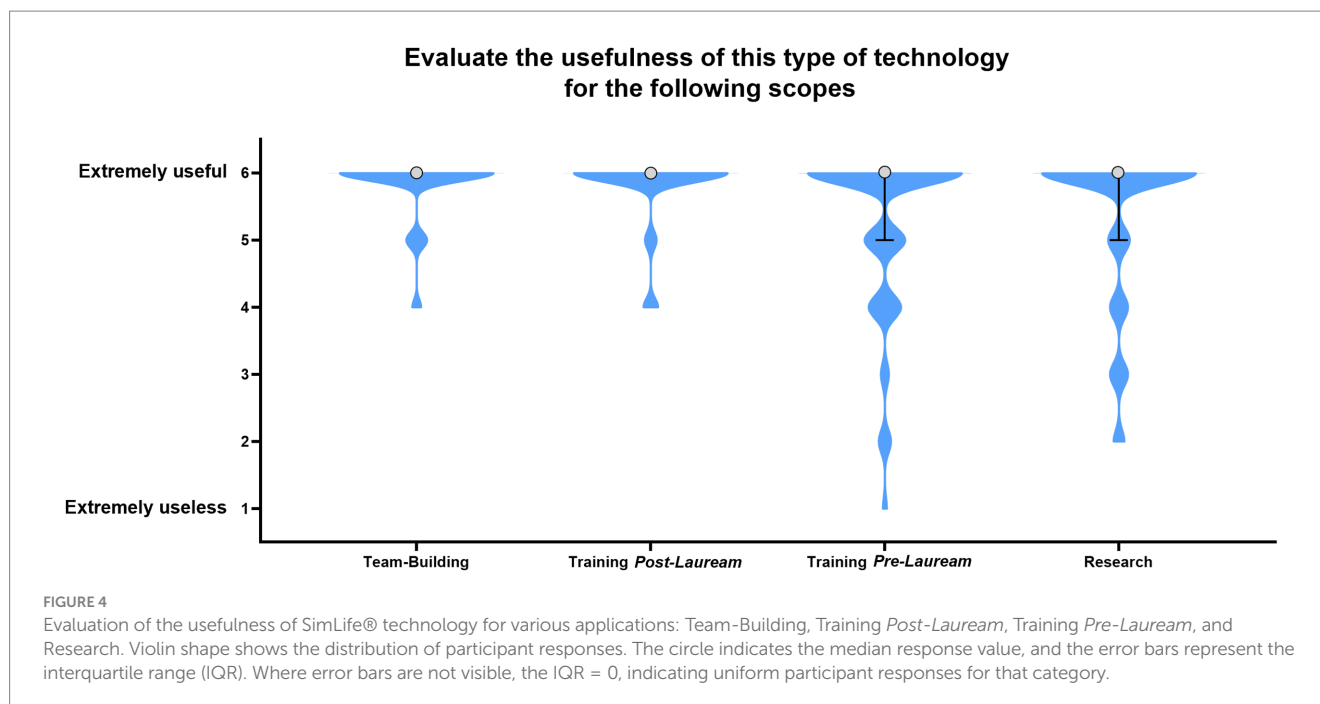 Evaluate the usefulness of this type of technology
for the following scopes
Extremely useful
6
5
4
3
2
Extremely useless
1
Team-Building
Training Post-Lauream
Training Pre-Lauream
Research
FIGURE 4
Evaluation of the usefulness of SimLife® technology for various applications: Team-Building, Training Post-Lauream, Training Pre-Lauream, and
Research. Violin shape shows the distribution of participant responses. The circle indicates the median response value, and the error bars represent the
interquartile range (IQR). Where error bars are not visible, the IQR = 0, indicating uniform participant responses for that category.